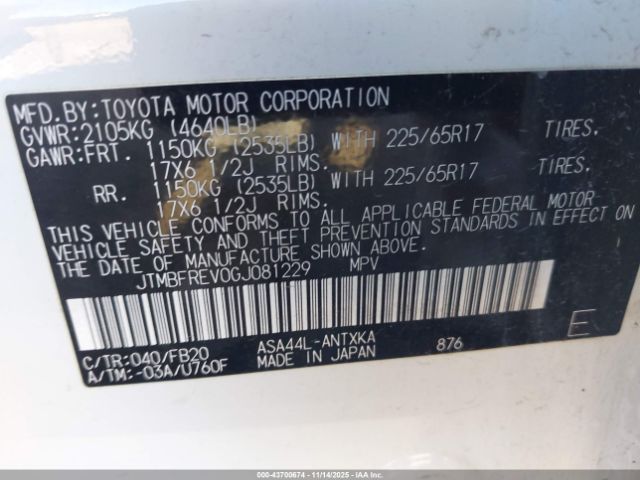 MFD.BY:TOYOTA MOTOR CORPORATION
GVWR:2105KG (4640LB)
GAWR:FRT. 1150KG (2535LB) WITH 225/65R17 TIRES.
17X6 1/2J RIMS.
RR. 1150KG (2535LB) WITH 225/65R17 TIRES.
17X6 1/2J RIMS.
THIS VEHICLE CONFORMS TO ALL APPLICABLE FEDERAL MOTOR
VEHICLE SAFETY AND THEFT PREVENTION STANDARDS IN EFFECT ON
THE DATE OF MANUFACTURE SHOWN ABOVE.
JTMBFREV0GJ081229 MPV
C/TR:040/FB20 ASA44L-ANTXKA 876 E
A/TM:-03A/U760F MADE IN JAPAN
000-43700674 - 11/14/2025 - IAAI.COM